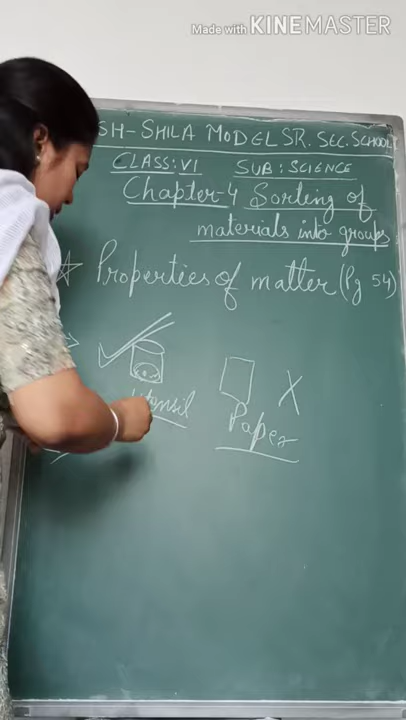 Made with KINEMASTER
SH-SHILA MODEL SR. SEC. SCHOOL
CLASS: VI SUB: SCIENCE
Chapter-4 Sorting of
materials into groups
Properties of matter (Pg 54)
Paper